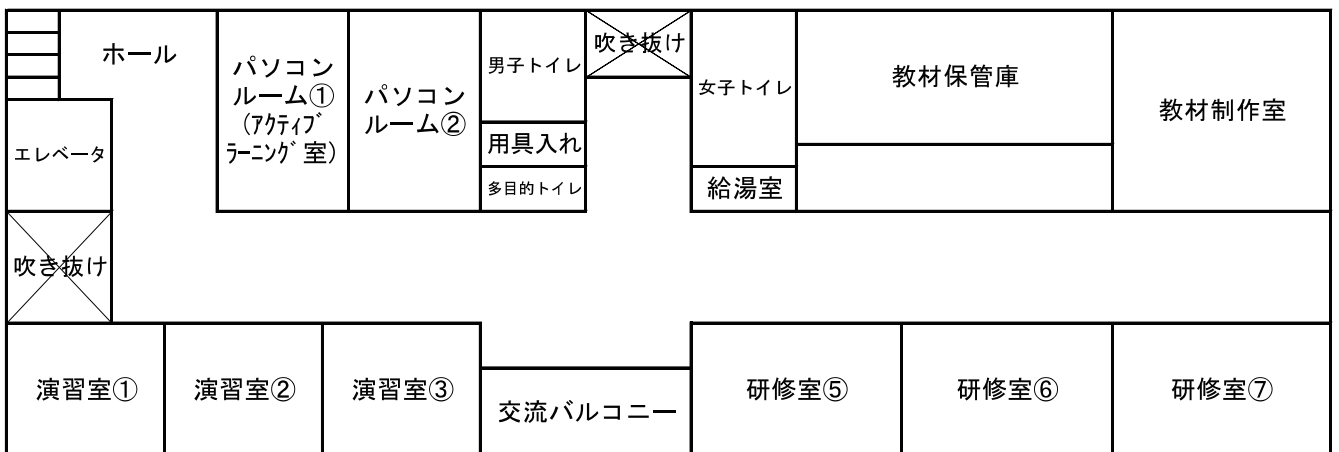 ホール
パソコン
ルーム①
(ｱｸﾃｨﾌﾞ
ﾗｰﾆﾝｸﾞ室)
パソコン
ルーム②
男子トイレ
吹き抜け
女子トイレ
教材保管庫
教材制作室
用具入れ
エレベータ
多目的トイレ
給湯室
吹き抜け
演習室①
演習室②
演習室③
交流バルコニー
研修室⑤
研修室⑥
研修室⑦